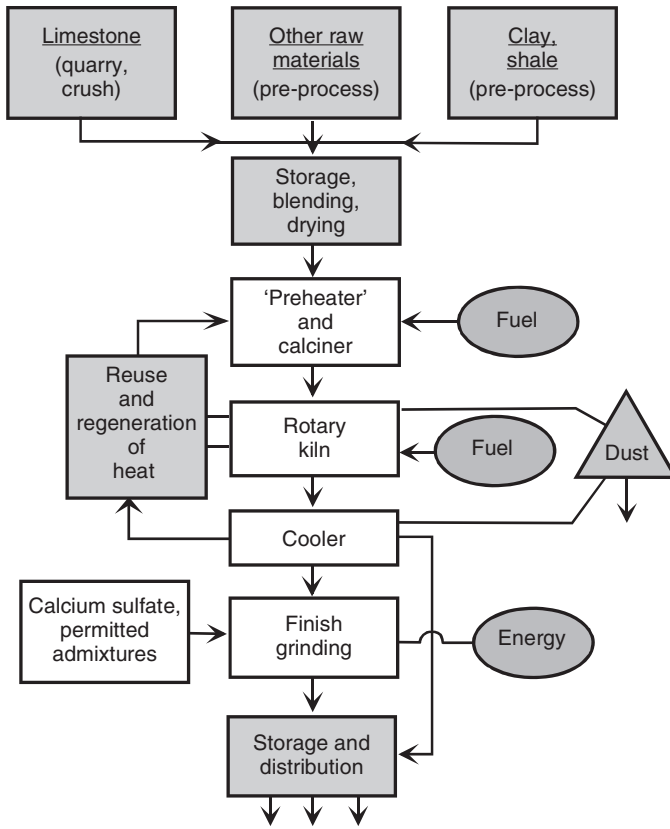 Limestone
(quarry,
crush)
Other raw
materials
(pre-process)
Clay,
shale
(pre-process)
Storage,
blending,
drying
‘Preheater’
and
calciner
Fuel
Reuse
and
regeneration
of
heat
Rotary
kiln
Fuel
Dust
Cooler
Calcium sulfate,
permitted
admixtures
Finish
grinding
Energy
Storage and
distribution